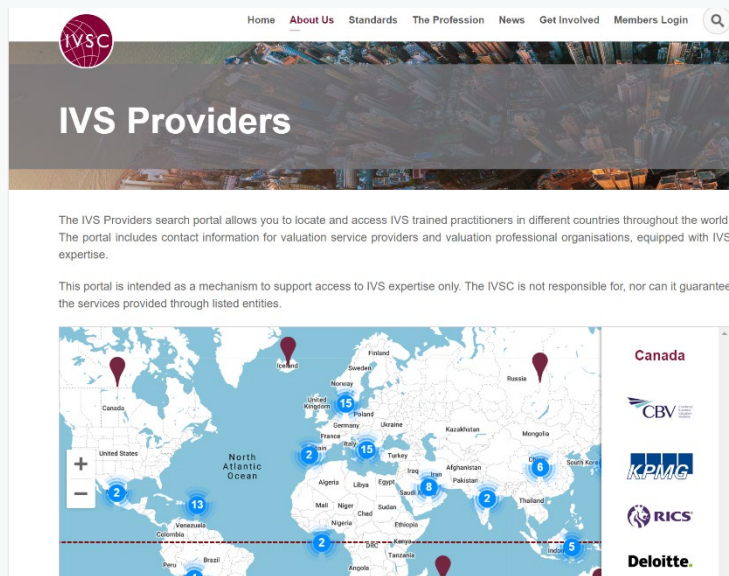 Home About Us Standards The Profession News Get Involved Members Login
IVSC
IVS Providers
The IVS Providers search portal allows you to locate and access IVS trained practitioners in different countries throughout the world
The portal includes contact information for valuation service providers and valuation professional organisations, equipped with IVS
expertise.
This portal is intended as a mechanism to support access to IVS expertise only. The IVSC is not responsible for, nor can it guarantee
the services provided through listed entities.
Canada
CBV
KPMG
RICS
Deloitte.
Iceland
Finland
Sweden
Norway
Russia
United Kingdom
15
Poland
Canada
Germany
Ukraine
Kazakhstan
France
Mongolia
United States
North
Atlantic
Ocean
2
Italy
15
Turkey
6
South Kore
+
−
2
13
Algeria
Libya
Egypt
Iraq
Iran
Afghanistan
Pakistan
8
2
Mali
Niger
Chad
Sudan
Thailand
Venezuela
Colombia
Nigeria
Ethiopia
2
DRC
Kenya
Tanzania
5
Peru
Brazil
Angola